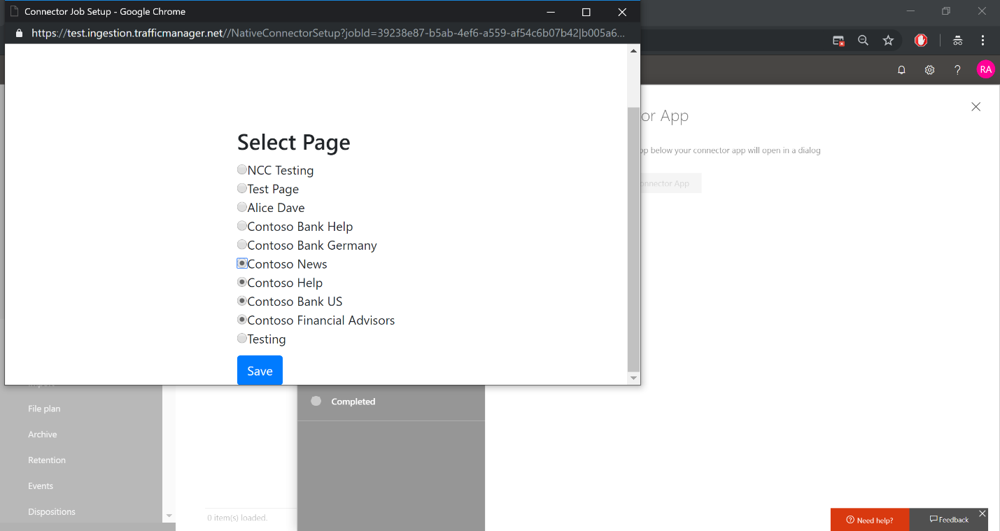 Connector Job Setup - Google Chrome
https://test.ingestion.trafficmanager.net//NativeConnectorSetup?jobId=39238e87-b5ab-4ef6-a559-af54c6b07b42|b005a6...
RA
or App
op below your connector app will open in a dialog
onnector App
Select Page
NCC Testing
Test Page
Alice Dave
Contoso Bank Help
Contoso Bank Germany
Contoso News
Contoso Help
Contoso Bank US
Contoso Financial Advisors
Testing
Save
File plan
Archive
Retention
Events
Dispositions
0 item(s) loaded.
Completed
Need help?
Feedback